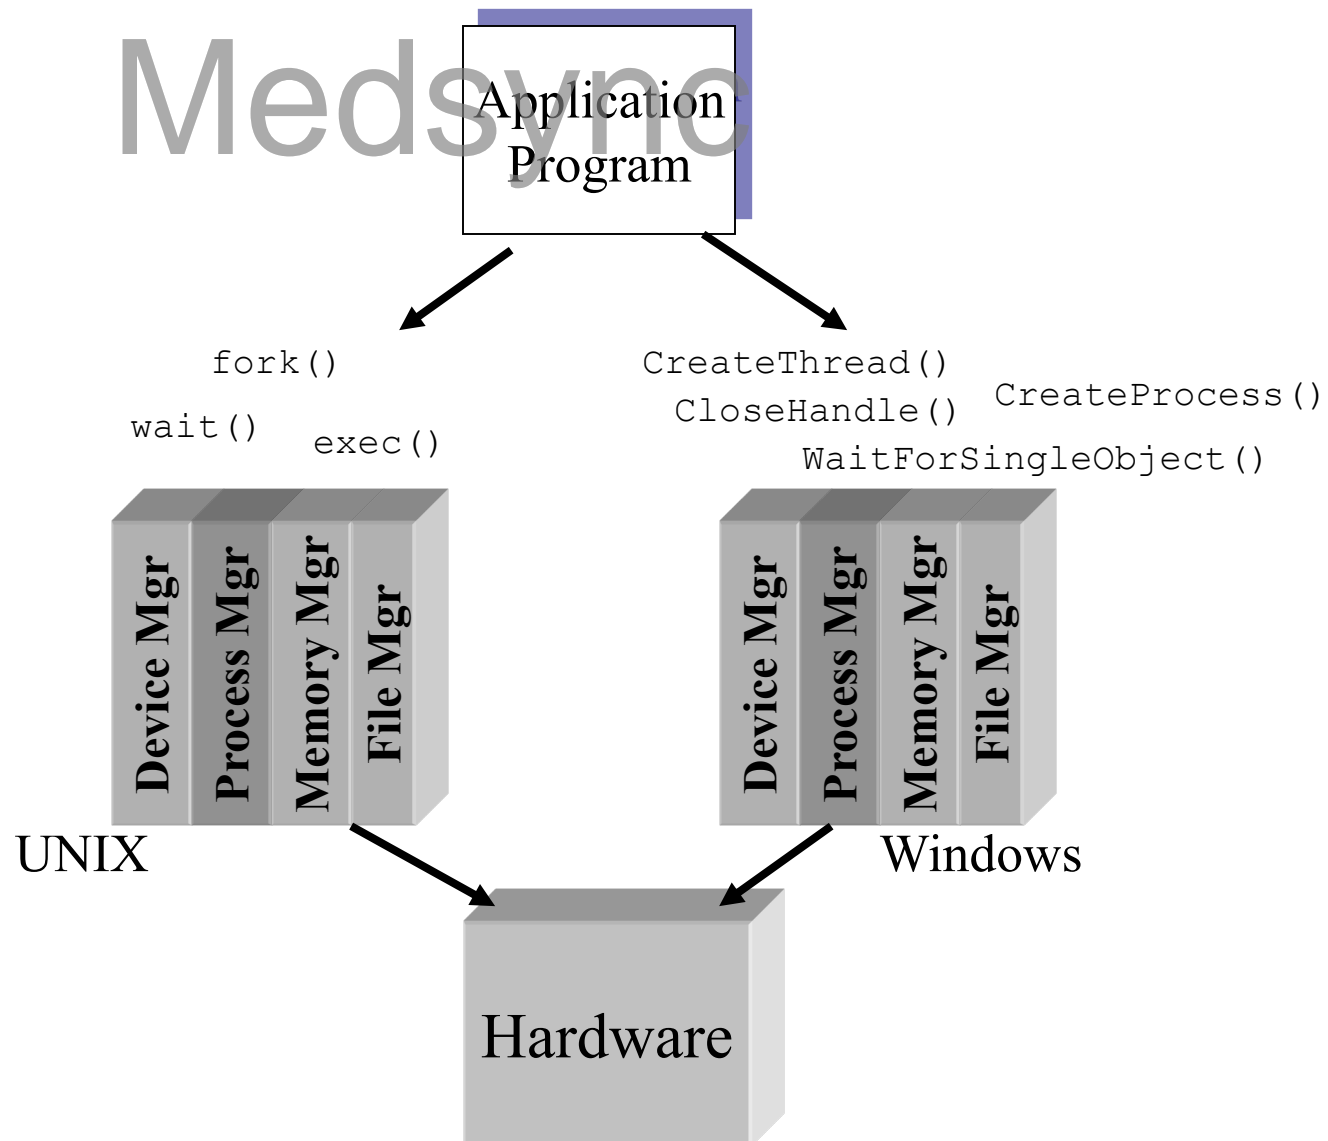 Medsync
Application
Program
fork()
wait()
exec()
CreateThread()
CreateProcess()
CloseHandle()
WaitForSingleObject()
Device Mgr
Process Mgr
Memory Mgr
File Mgr
UNIX
Device Mgr
Process Mgr
Memory Mgr
File Mgr
Windows
Hardware